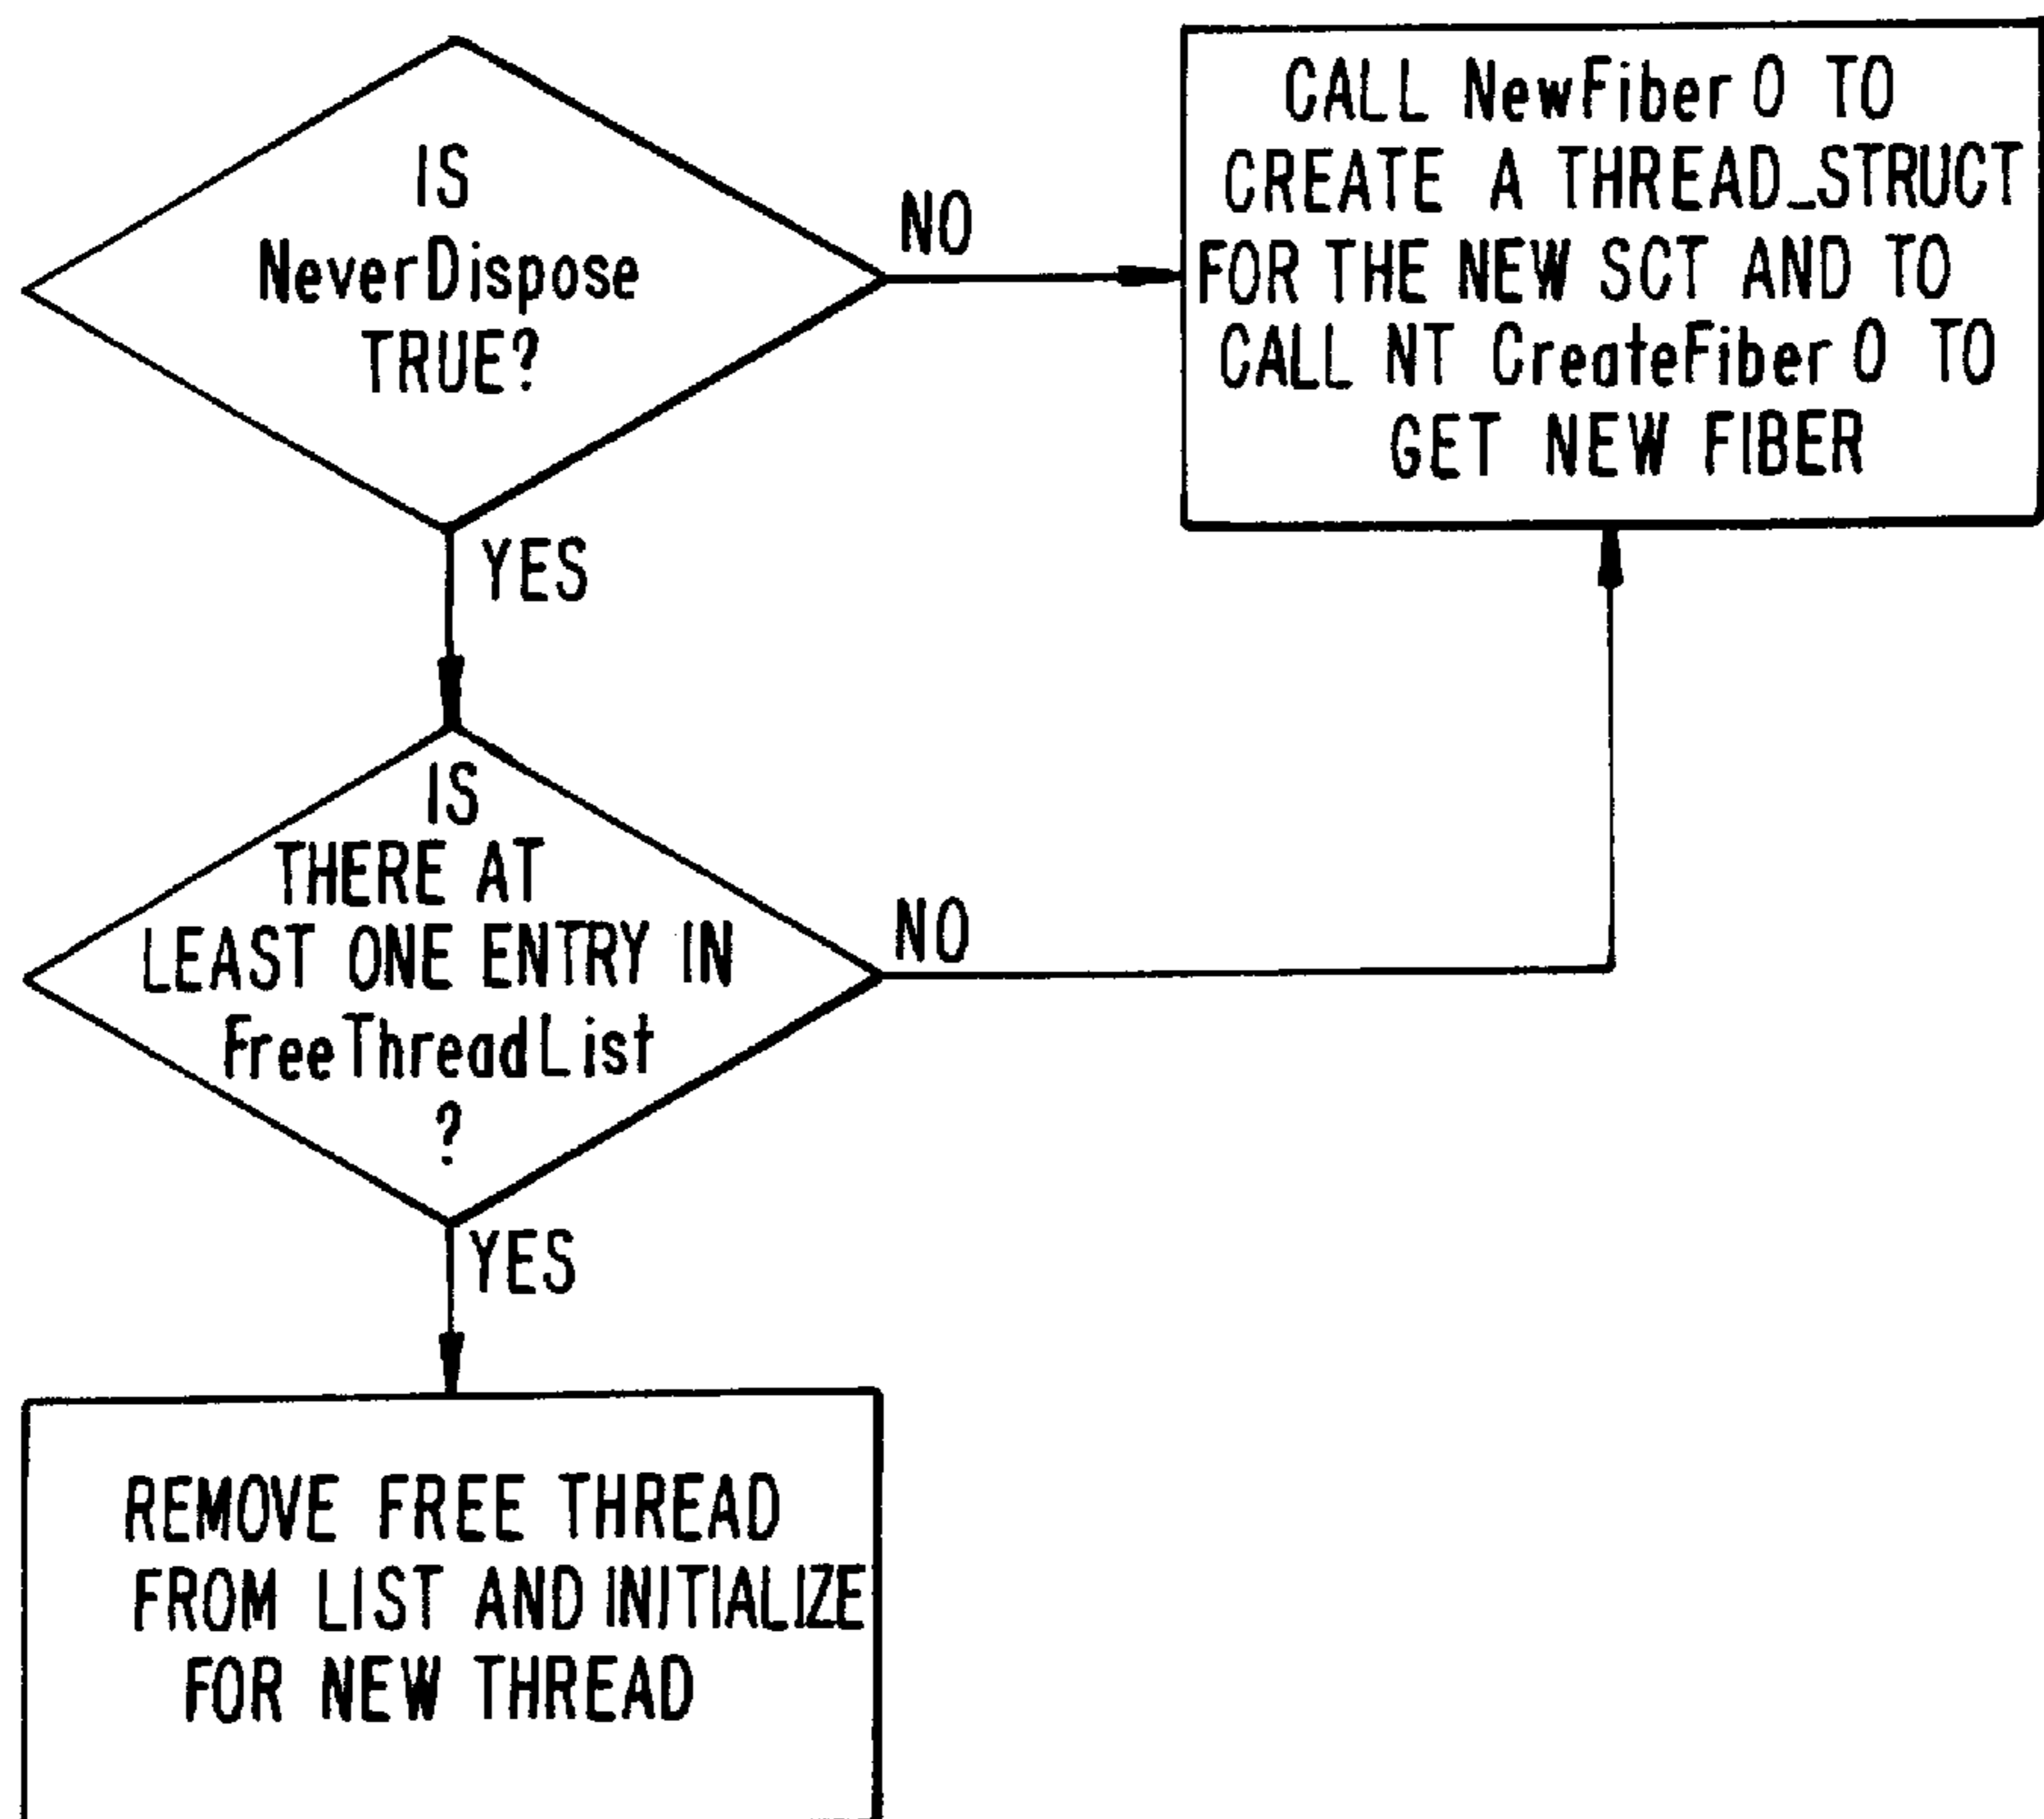 IS
NeverDispose
TRUE?
NO
CALL NewFiber() TO
CREATE A THREAD_STRUCT
FOR THE NEW SCT AND TO
CALL NT CreateFiber() TO
GET NEW FIBER
YES
IS
THERE AT
LEAST ONE ENTRY IN
FreeThreadList
?
NO
YES
REMOVE FREE THREAD
FROM LIST AND INITIALIZE
FOR NEW THREAD